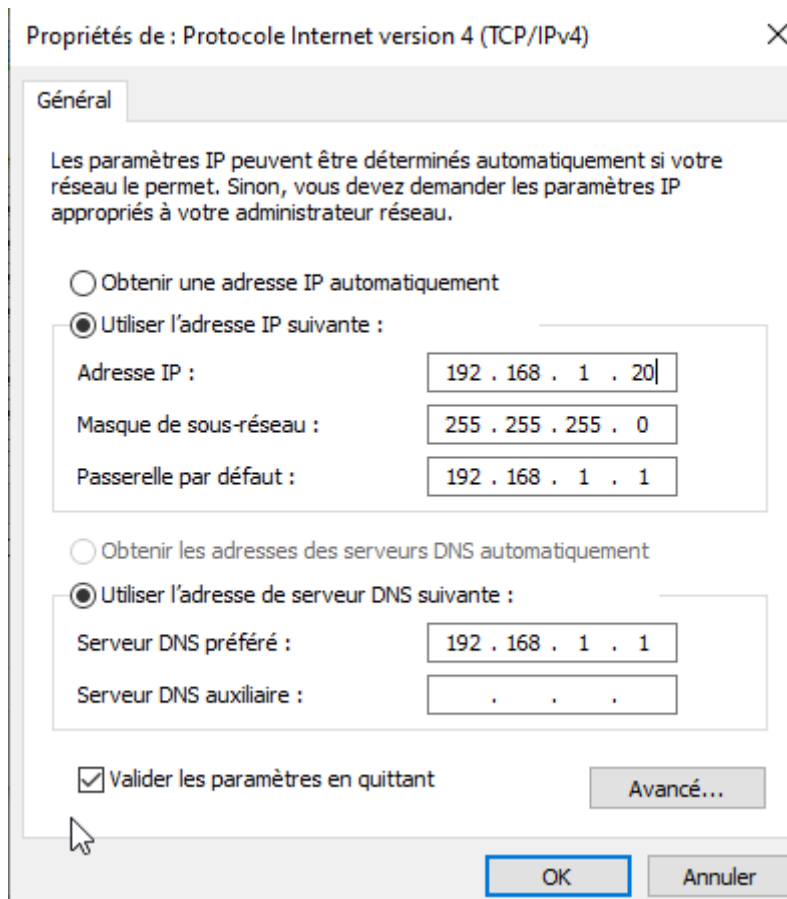 Propriétés de : Protocole Internet version 4 (TCP/IPv4)
Général
Les paramètres IP peuvent être déterminés automatiquement si votre
réseau le permet. Sinon, vous devez demander les paramètres IP
appropriés à votre administrateur réseau.
Obtenir une adresse IP automatiquement
Utiliser l’adresse IP suivante :
Adresse IP : 192 . 168 . 1 . 20
Masque de sous-réseau : 255 . 255 . 255 . 0
Passerelle par défaut : 192 . 168 . 1 . 1
Obtenir les adresses des serveurs DNS automatiquement
Utiliser l’adresse de serveur DNS suivante :
Serveur DNS préféré : 192 . 168 . 1 . 1
Serveur DNS auxiliaire : . . .
Valider les paramètres en quittant
Avancé...
OK Annuler